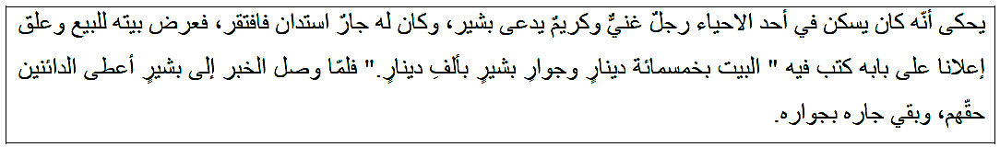 يحكى أنّه كان يسكن في أحد الاحياء رجلٌ غنيٌّ وكريمٌ يدعى بشير، وكان له جارٌ استدان فافتقر، فعرض بيته للبيع وعلق
إعلانا على بابه كتب فيه " البيت بخمسمائة دينارٍ وجوارِ بشيرٍ بألفِ دينارٍ." فلمّا وصل الخبر إلى بشيرٍ أعطى الدائنين
حقّهم، وبقي جاره بجواره.